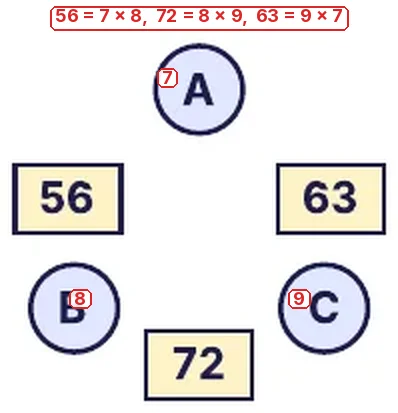 56 = 7 × 8, 72 = 8 × 9, 63 = 9 × 7
7
A
56
63
B
8
9
C
72